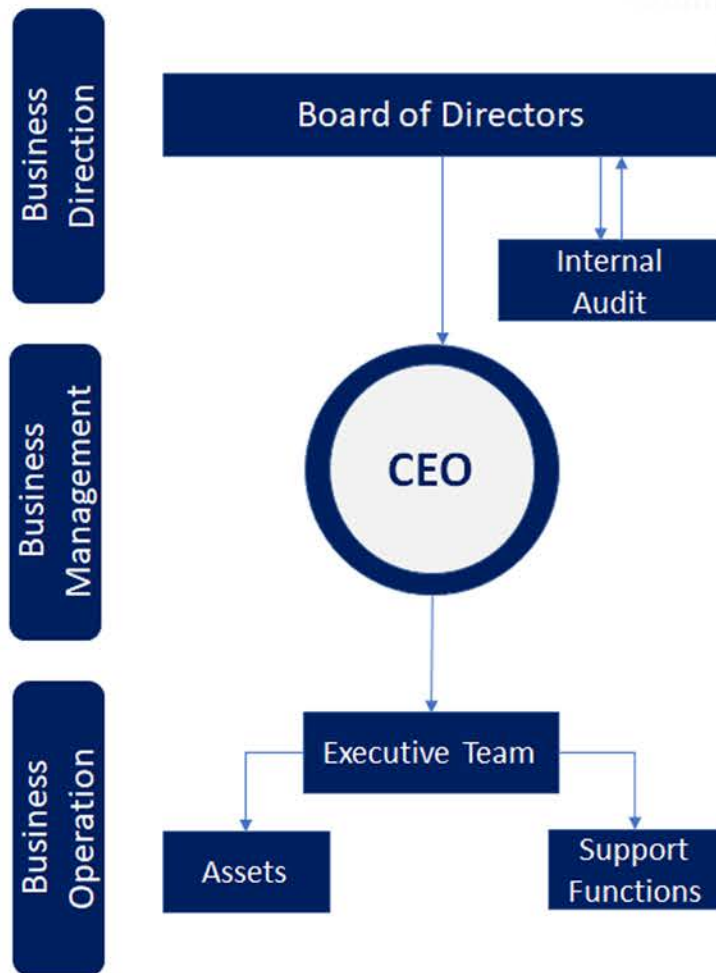 Business
Direction
Board of Directors
Internal
Audit
Business
Management
CEO
Business
Operation
Executive Team
Assets
Support
Functions